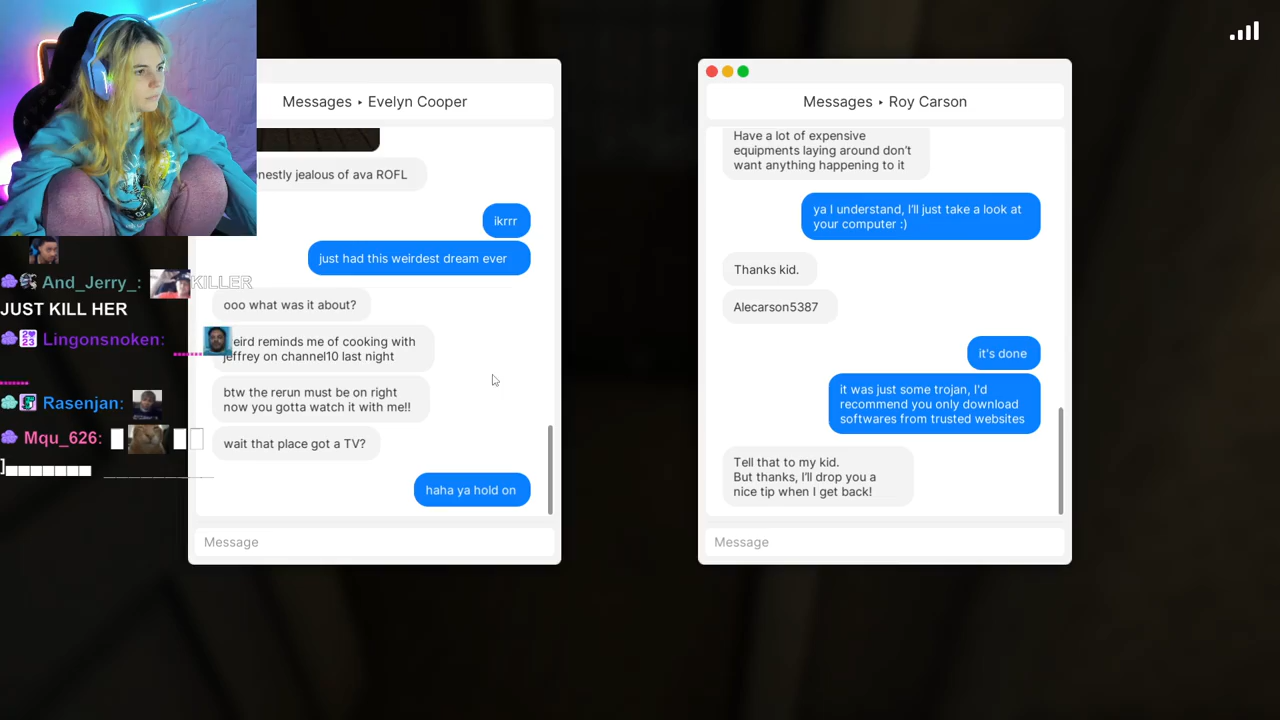 Messages ▸ Evelyn Cooper
onestly jealous of ava ROFL
ikrrr
just had this weirdest dream ever
ooo what was it about?
eird reminds me of cooking with
jeffrey on channel10 last night
btw the rerun must be on right
now you gotta watch it with me!!
wait that place got a TV?
haha ya hold on
Message
Messages ▸ Roy Carson
Have a lot of expensive
equipments laying around don't
want anything happening to it
ya I understand, I'll just take a look at
your computer :)
Thanks kid.
Alecarson5387
it's done
it was just some trojan, I'd
recommend you only download
softwares from trusted websites
Tell that to my kid.
But thanks, I'll drop you a
nice tip when I get back!
Message
And_Jerry_: KILLER
JUST KILL HER
Lingonsnoken:
Rasenjan:
Mqu_626: